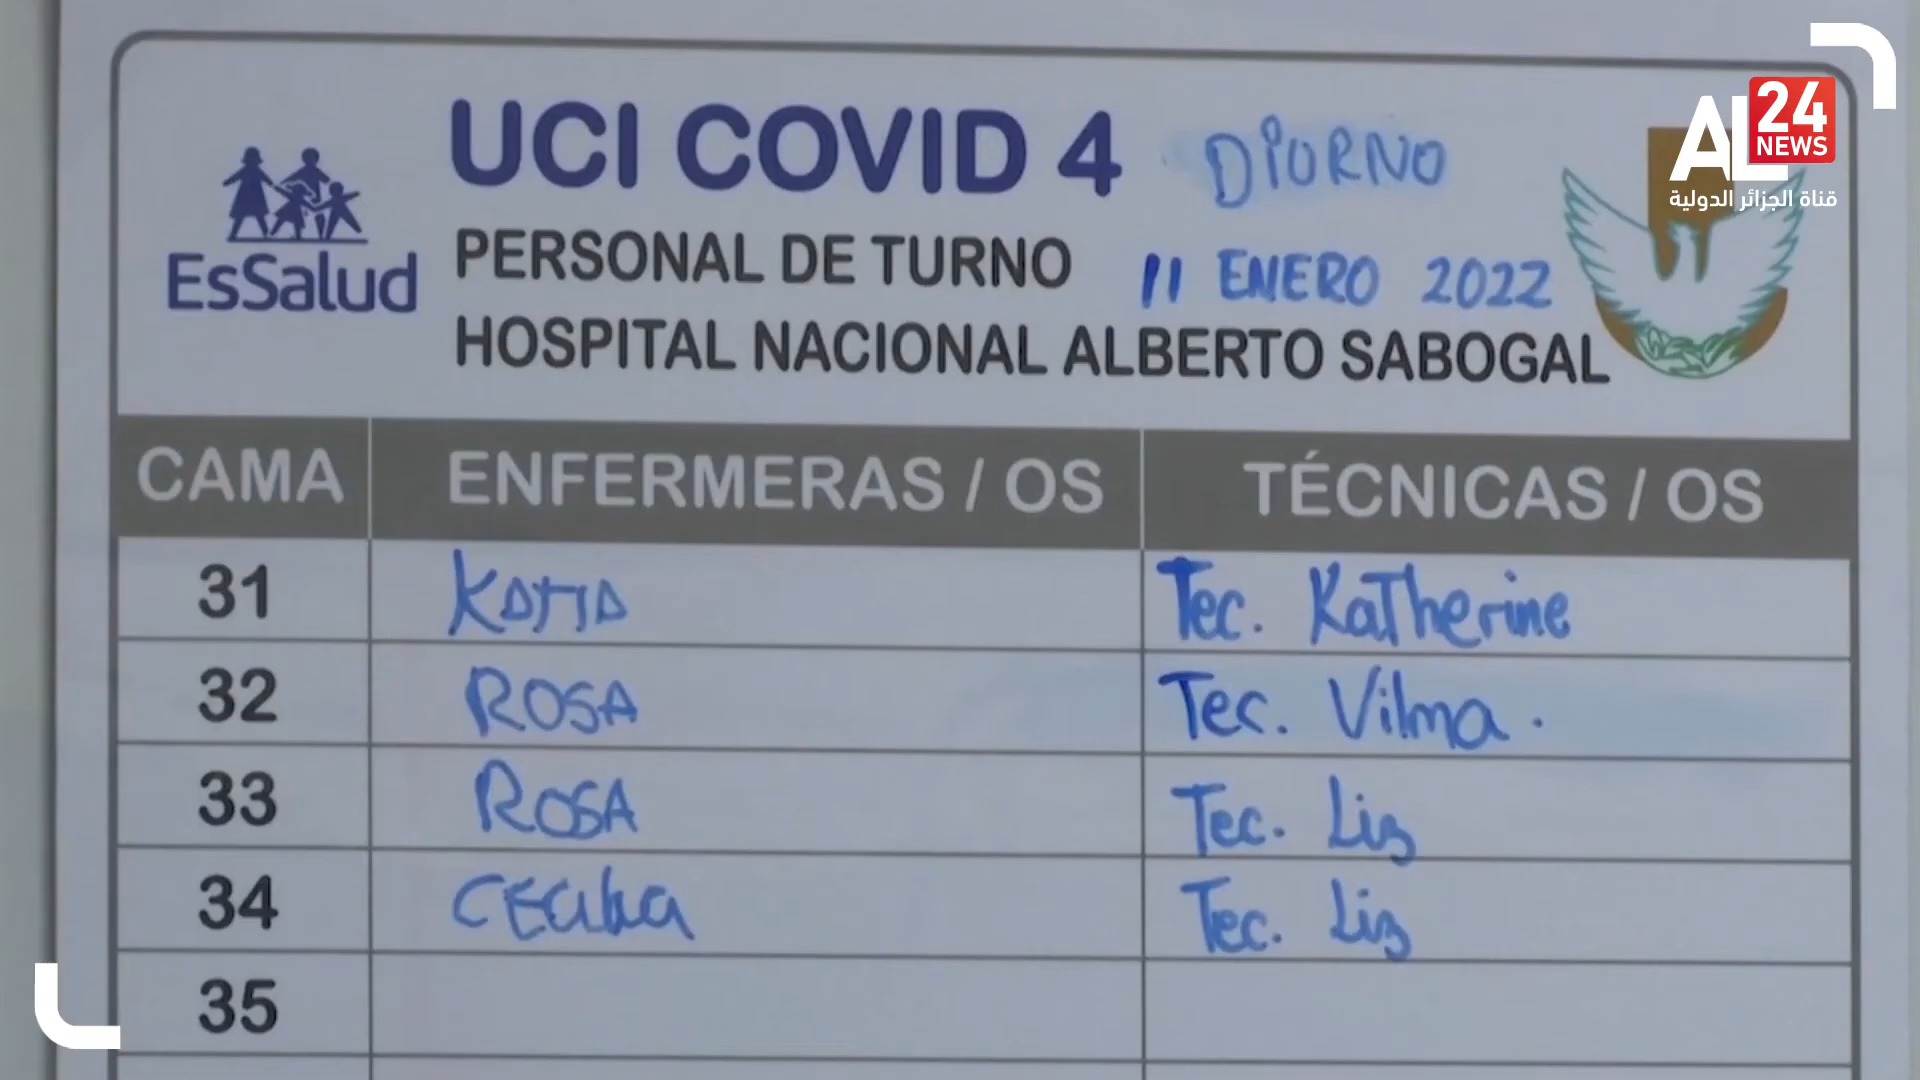 UCI COVID 4 DIURNO
EsSalud
PERSONAL DE TURNO 11 ENERO 2022
HOSPITAL NACIONAL ALBERTO SABOGAL
AL 24 NEWS
قناة الجزائر الدولية
CAMA ENFERMERAS / OS TÉCNICAS / OS
31 KATIA Tec. Katherine
32 ROSA Tec. Vilma.
33 ROSA Tec. Liz
34 CECILIA Tec. Liz
35